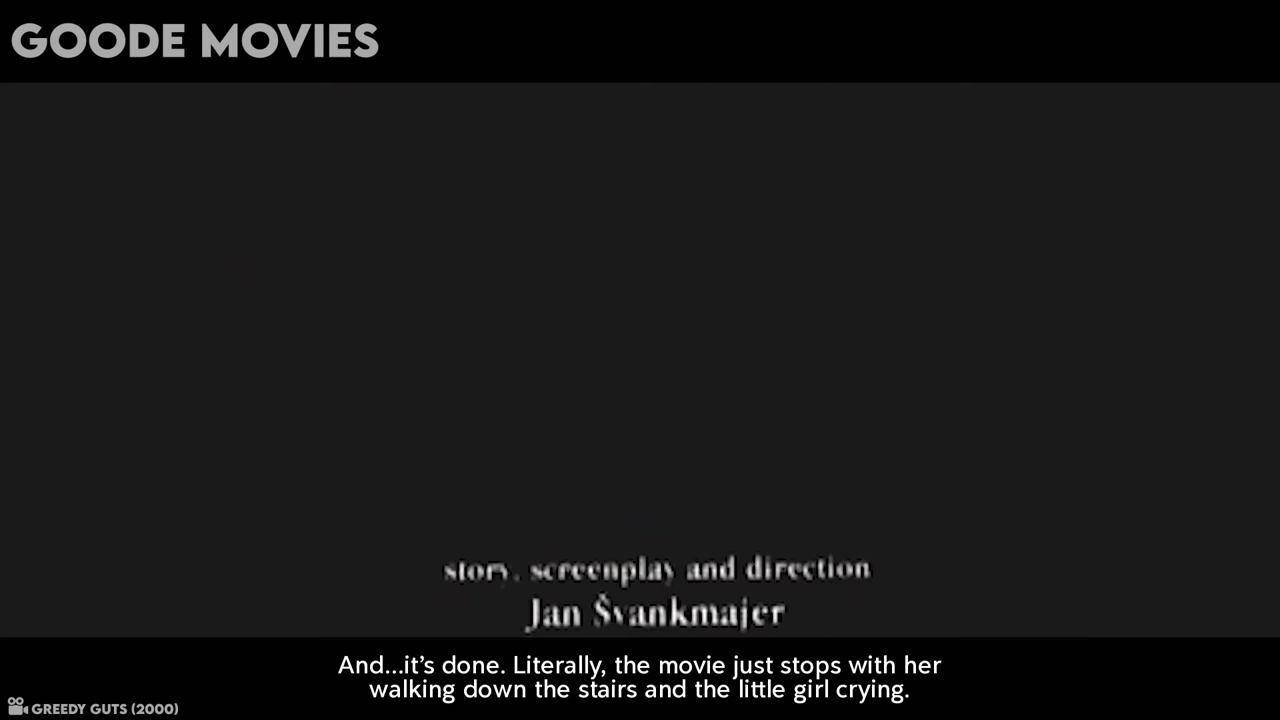 GOODE MOVIES
story, screenplay and direction
Jan Švankmajer
And...it's done. Literally, the movie just stops with her
walking down the stairs and the little girl crying.
GREEDY GUTS (2000)